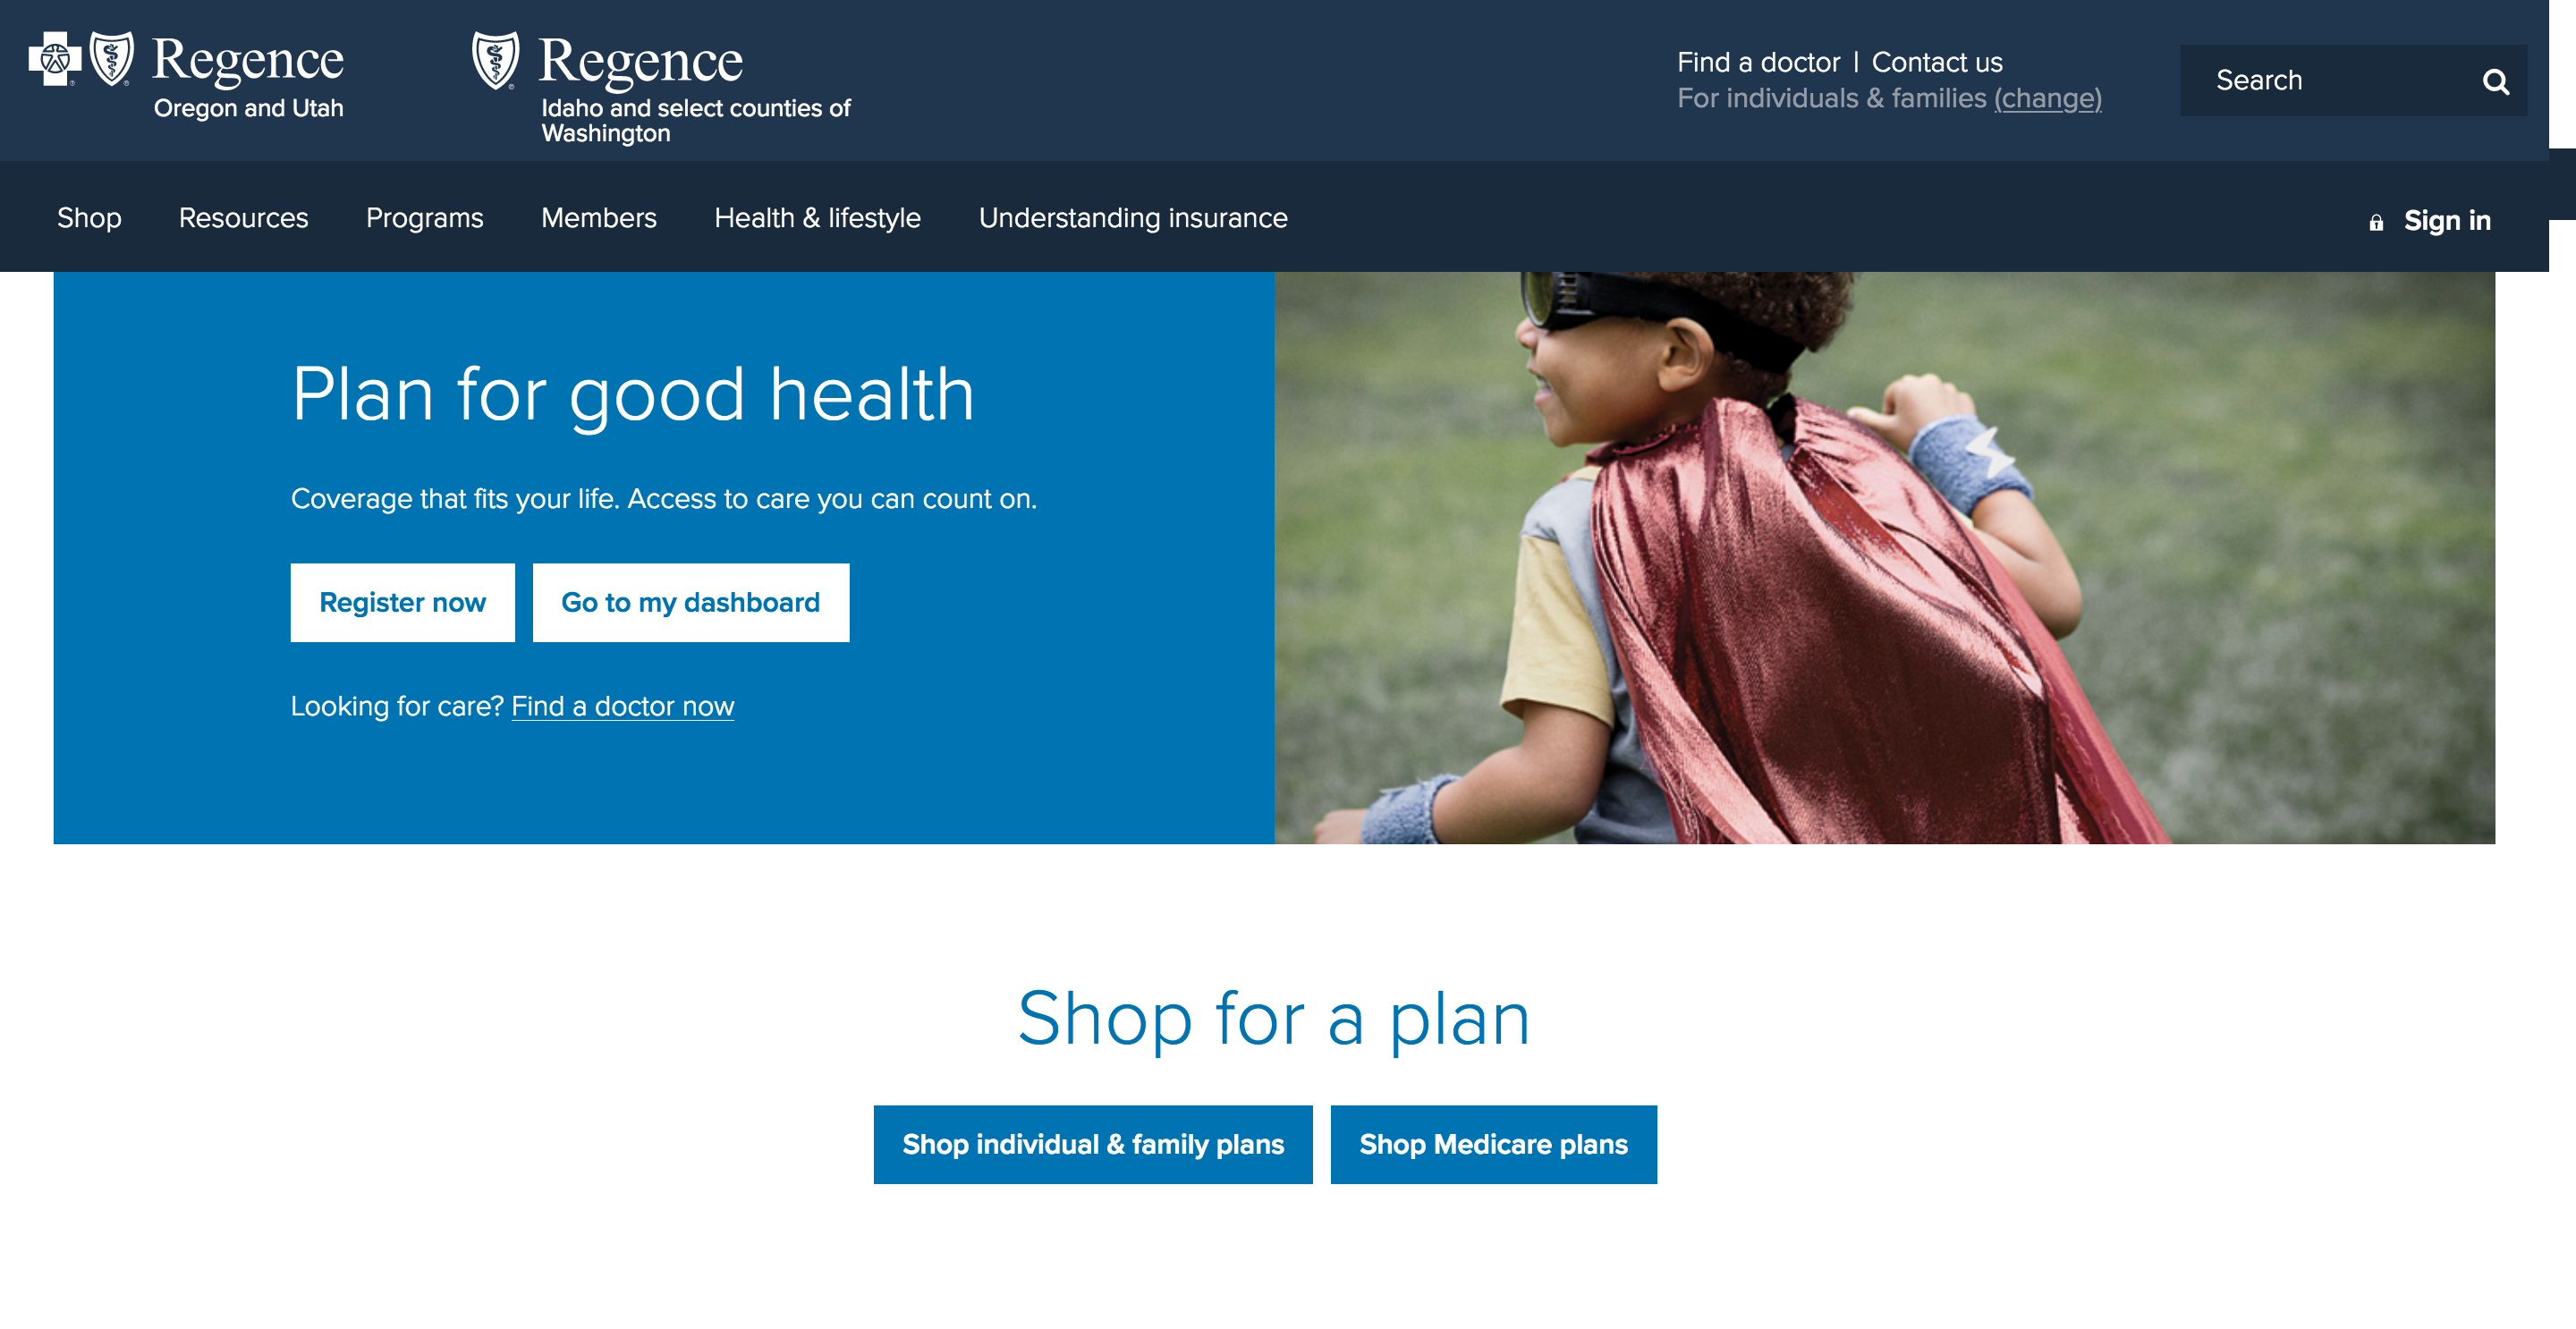 Regence
Oregon and Utah
Regence
Idaho and select counties of
Washington
Find a doctor | Contact us
For individuals & families (change)
Search
Shop
Resources
Programs
Members
Health & lifestyle
Understanding insurance
Sign in
Plan for good health
Coverage that fits your life. Access to care you can count on.
Register now
Go to my dashboard
Looking for care? Find a doctor now
Shop for a plan
Shop individual & family plans
Shop Medicare plans